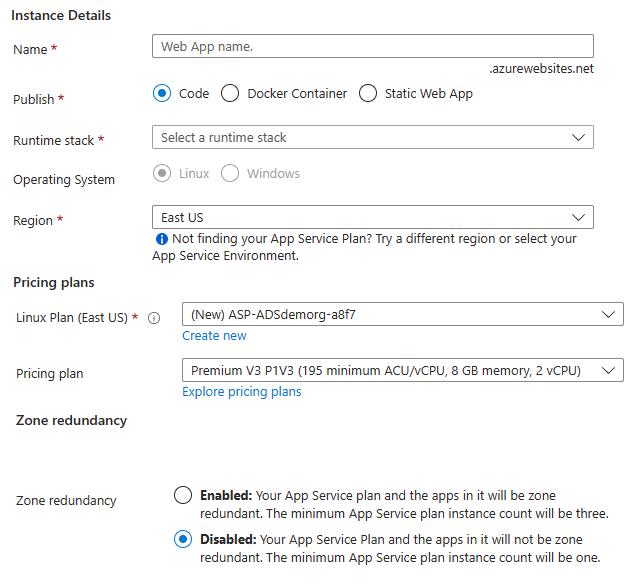 Instance Details
Name *
Web App name.
.azurewebsites.net
Publish *
Code
Docker Container
Static Web App
Runtime stack *
Select a runtime stack
Operating System
Linux
Windows
Region *
East US
Not finding your App Service Plan? Try a different region or select your
App Service Environment.
Pricing plans
Linux Plan (East US) *
(New) ASP-ADSdemorg-a8f7
Create new
Pricing plan
Premium V3 P1V3 (195 minimum ACU/vCPU, 8 GB memory, 2 vCPU)
Explore pricing plans
Zone redundancy
Zone redundancy
Enabled: Your App Service plan and the apps in it will be zone
redundant. The minimum App Service plan instance count will be three.
Disabled: Your App Service Plan and the apps in it will not be zone
redundant. The minimum App Service plan instance count will be one.